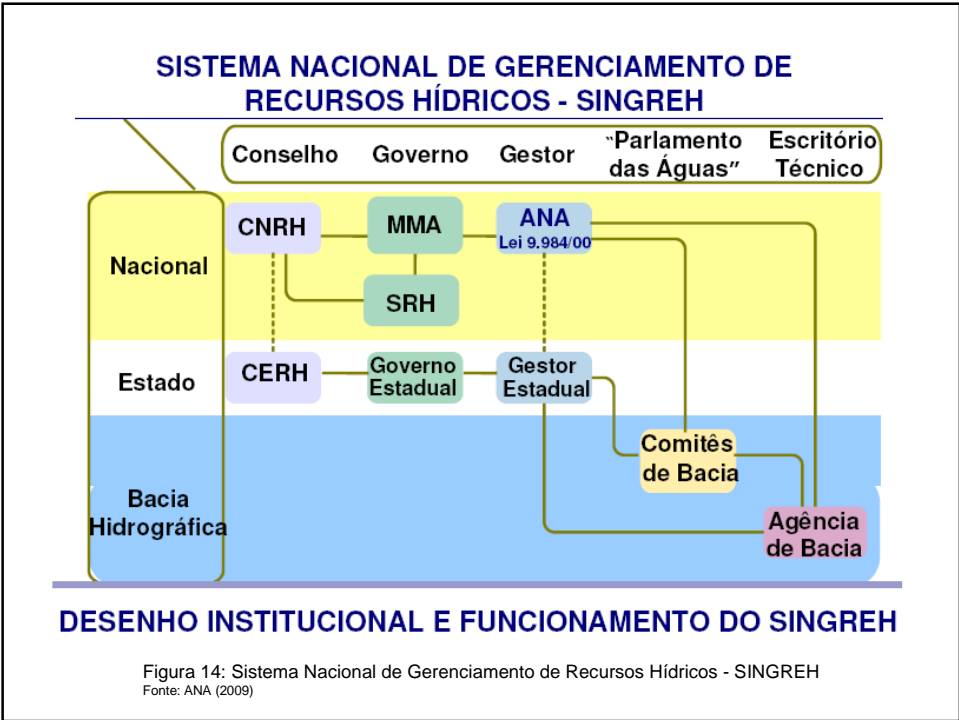 SISTEMA NACIONAL DE GERENCIAMENTO DE
RECURSOS HÍDRICOS - SINGREH
Conselho Governo Gestor “Parlamento das Águas” Escritório Técnico
Nacional
CNRH
MMA
ANA
Lei 9.984/00
SRH
Estado
CERH
Governo
Estadual
Gestor
Estadual
Bacia
Hidrográfica
Comitês
de Bacia
Agência
de Bacia
DESENHO INSTITUCIONAL E FUNCIONAMENTO DO SINGREH
Figura 14: Sistema Nacional de Gerenciamento de Recursos Hídricos - SINGREH
Fonte: ANA (2009)